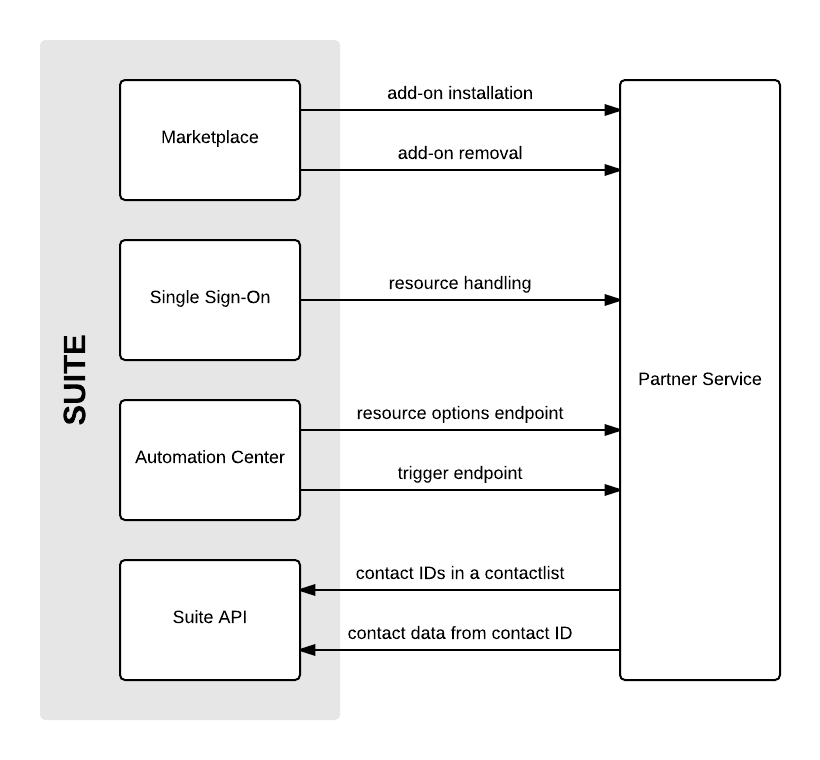 SUITE
Marketplace
add-on installation
add-on removal
Single Sign-On
resource handling
Automation Center
resource options endpoint
trigger endpoint
Suite API
contact IDs in a contactlist
contact data from contact ID
Partner Service